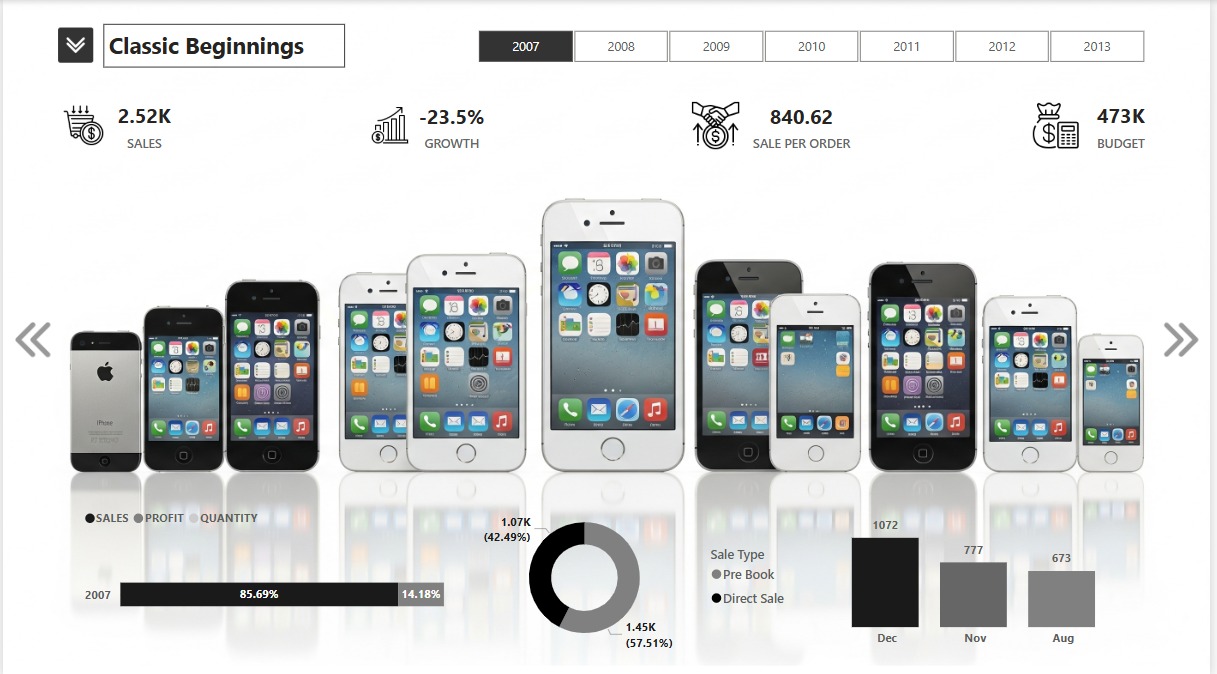 Classic Beginnings
2007 2008 2009 2010 2011 2012 2013
2.52K
SALES
-23.5%
GROWTH
840.62
SALE PER ORDER
473K
BUDGET
iPhone
SALES PROFIT QUANTITY
2007
85.69%
14.18%
1.07K
(42.49%)
1.45K
(57.51%)
Sale Type
Pre Book
Direct Sale
1072
777
673
Dec
Nov
Aug